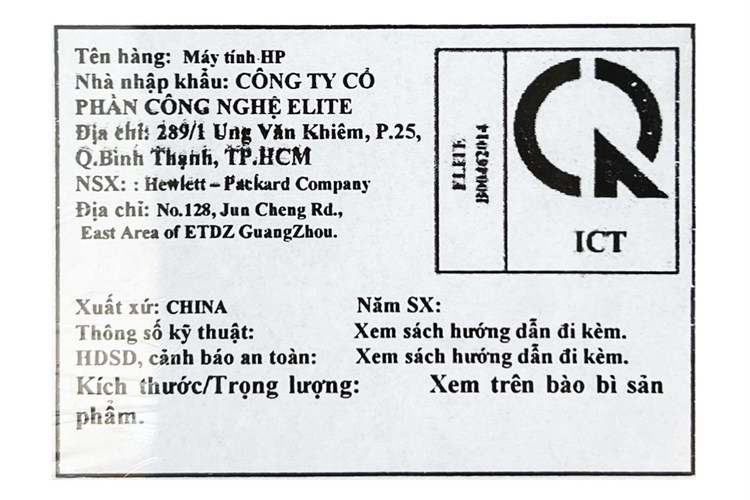 Tên hàng: Máy tính HP
Nhà nhập khẩu: CÔNG TY CỔ
PHẦN CÔNG NGHỆ ELITE
Địa chỉ: 289/1 Ung Văn Khiêm, P.25,
Q.Bình Thạnh, TP.HCM
NSX: : Hewlett – Packard Company
Địa chỉ: No.128, Jun Cheng Rd.,
East Area of ETDZ GuangZhou.
ELITE
B00462014
ICT
Xuất xứ: CHINA Năm SX:
Thông số kỹ thuật: Xem sách hướng dẫn đi kèm.
HDSD, cảnh báo an toàn: Xem sách hướng dẫn đi kèm.
Kích thước/Trọng lượng: Xem trên bào bì sản
phẩm.